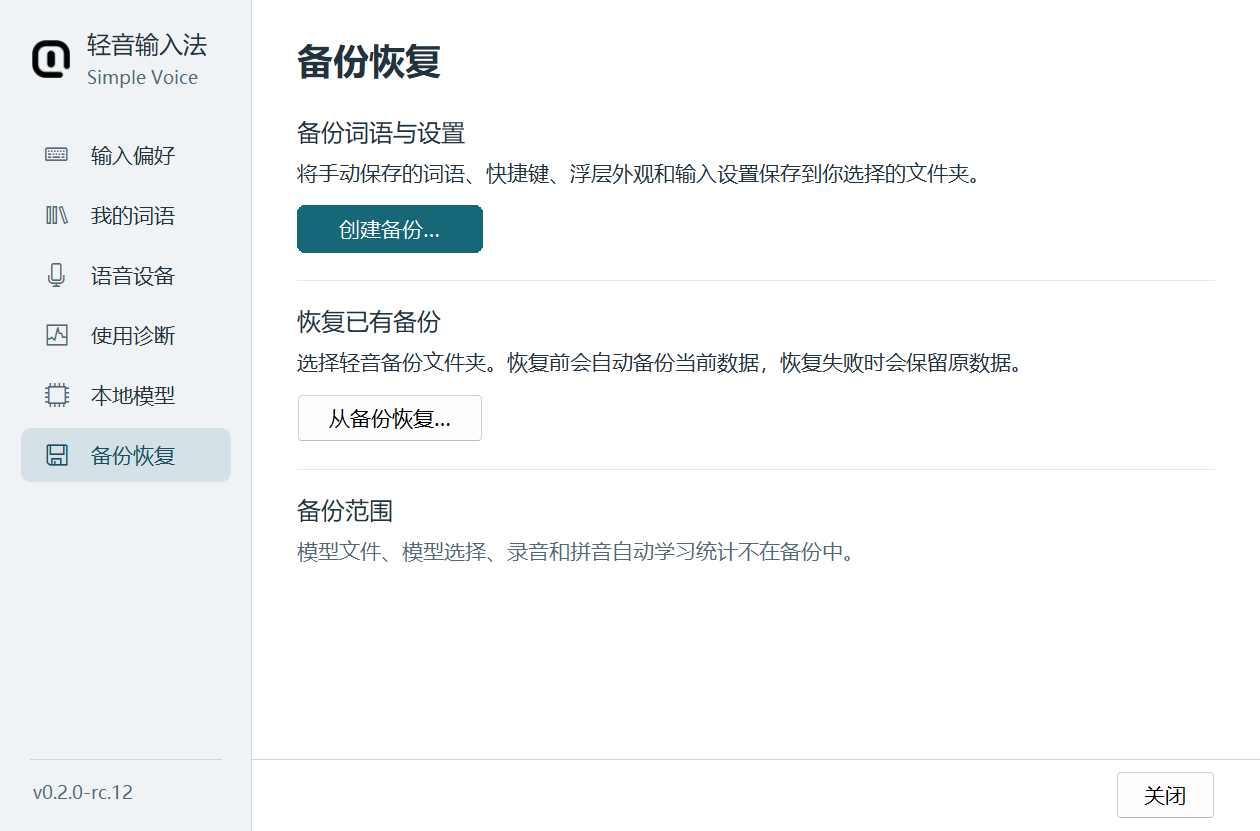 轻音输入法
Simple Voice
输入偏好
我的词语
语音设备
使用诊断
本地模型
备份恢复
v0.2.0-rc.12
备份恢复
备份词语与设置
将手动保存的词语、快捷键、浮层外观和输入设置保存到你选择的文件夹。
创建备份...
恢复已有备份
选择轻音备份文件夹。恢复前会自动备份当前数据，恢复失败时会保留原数据。
从备份恢复...
备份范围
模型文件、模型选择、录音和拼音自动学习统计不在备份中。
关闭